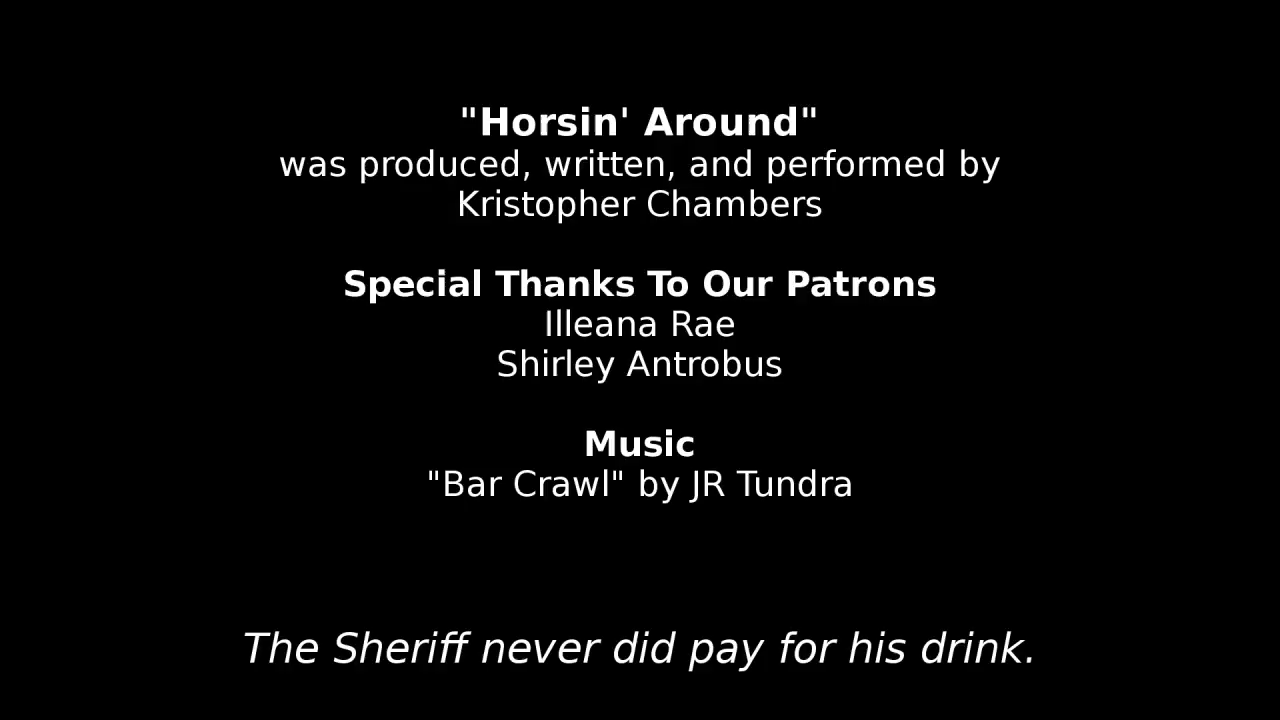 "Horsin' Around"
was produced, written, and performed by
Kristopher Chambers
Special Thanks To Our Patrons
Illeana Rae
Shirley Antrobus
Music
"Bar Crawl" by JR Tundra
The Sheriff never did pay for his drink.